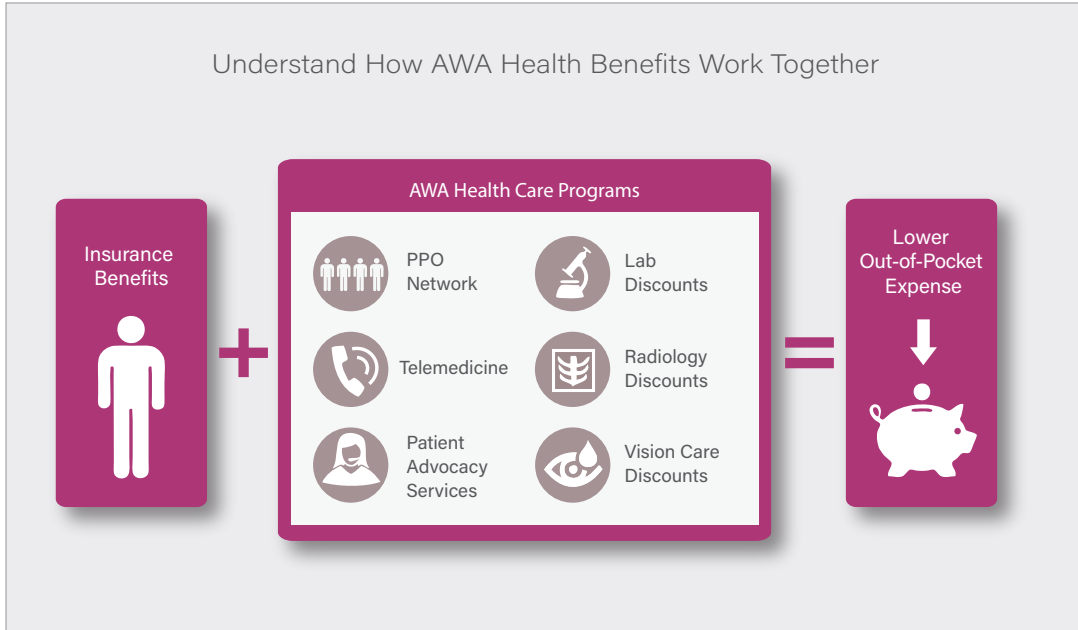 Understand How AWA Health Benefits Work Together
Insurance
Benefits
AWA Health Care Programs
PPO
Network
Lab
Discounts
Telemedicine
Radiology
Discounts
Patient
Advocacy
Services
Vision Care
Discounts
Lower
Out-of-Pocket
Expense